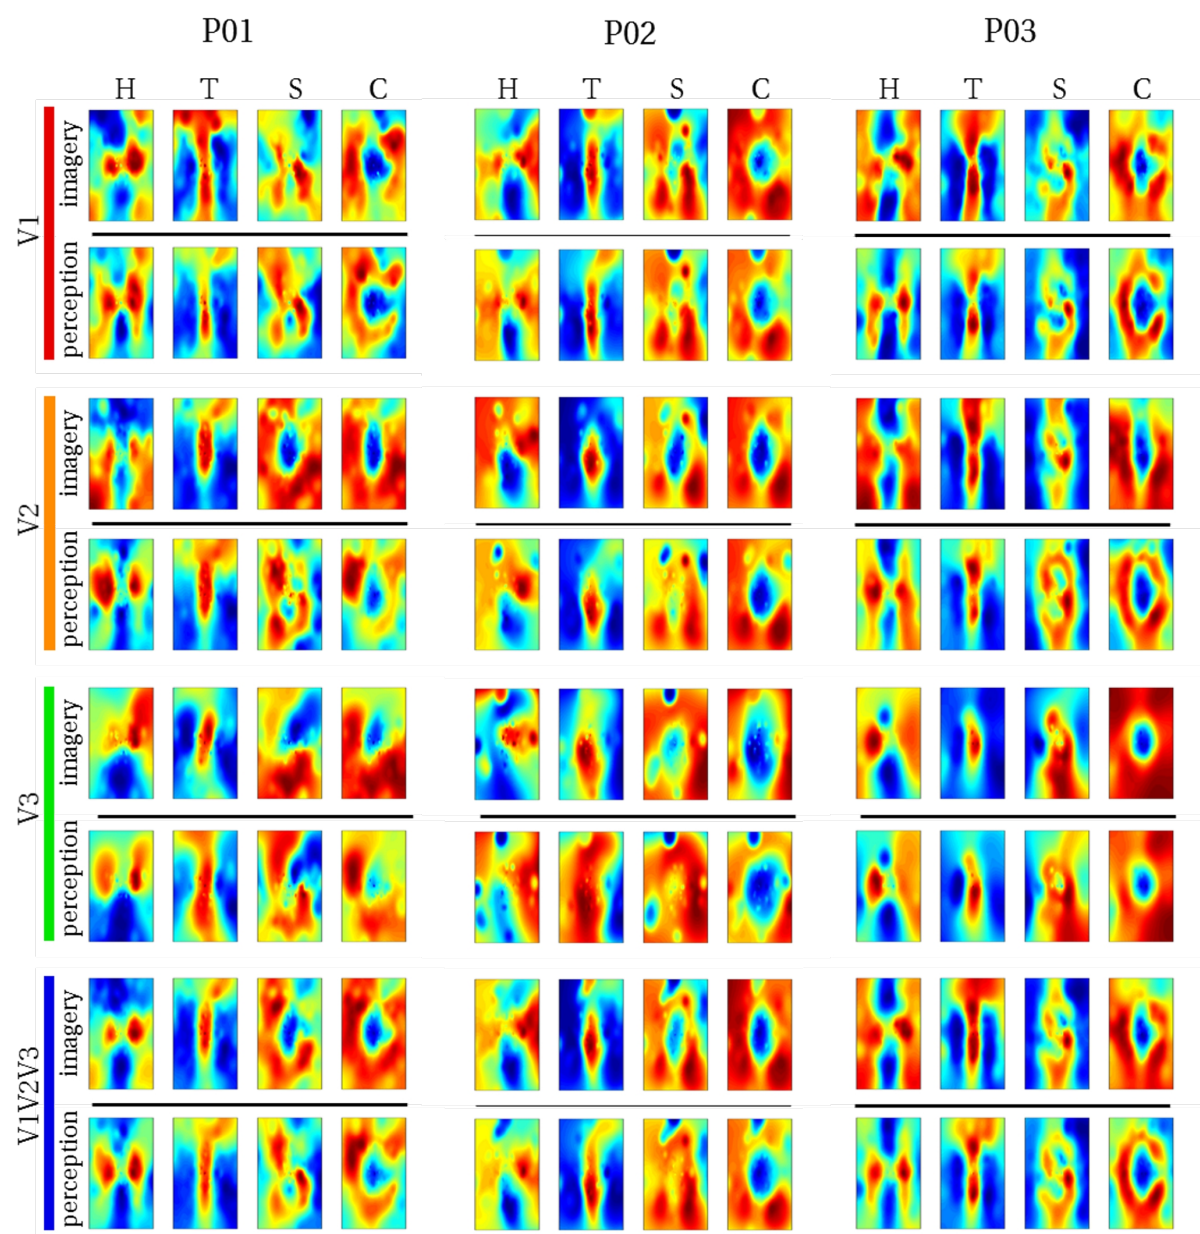 P01 P02 P03
H T S C H T S C H T S C
V1
imagery
perception
V2
imagery
perception
V3
imagery
perception
V1V2V3
imagery
perception